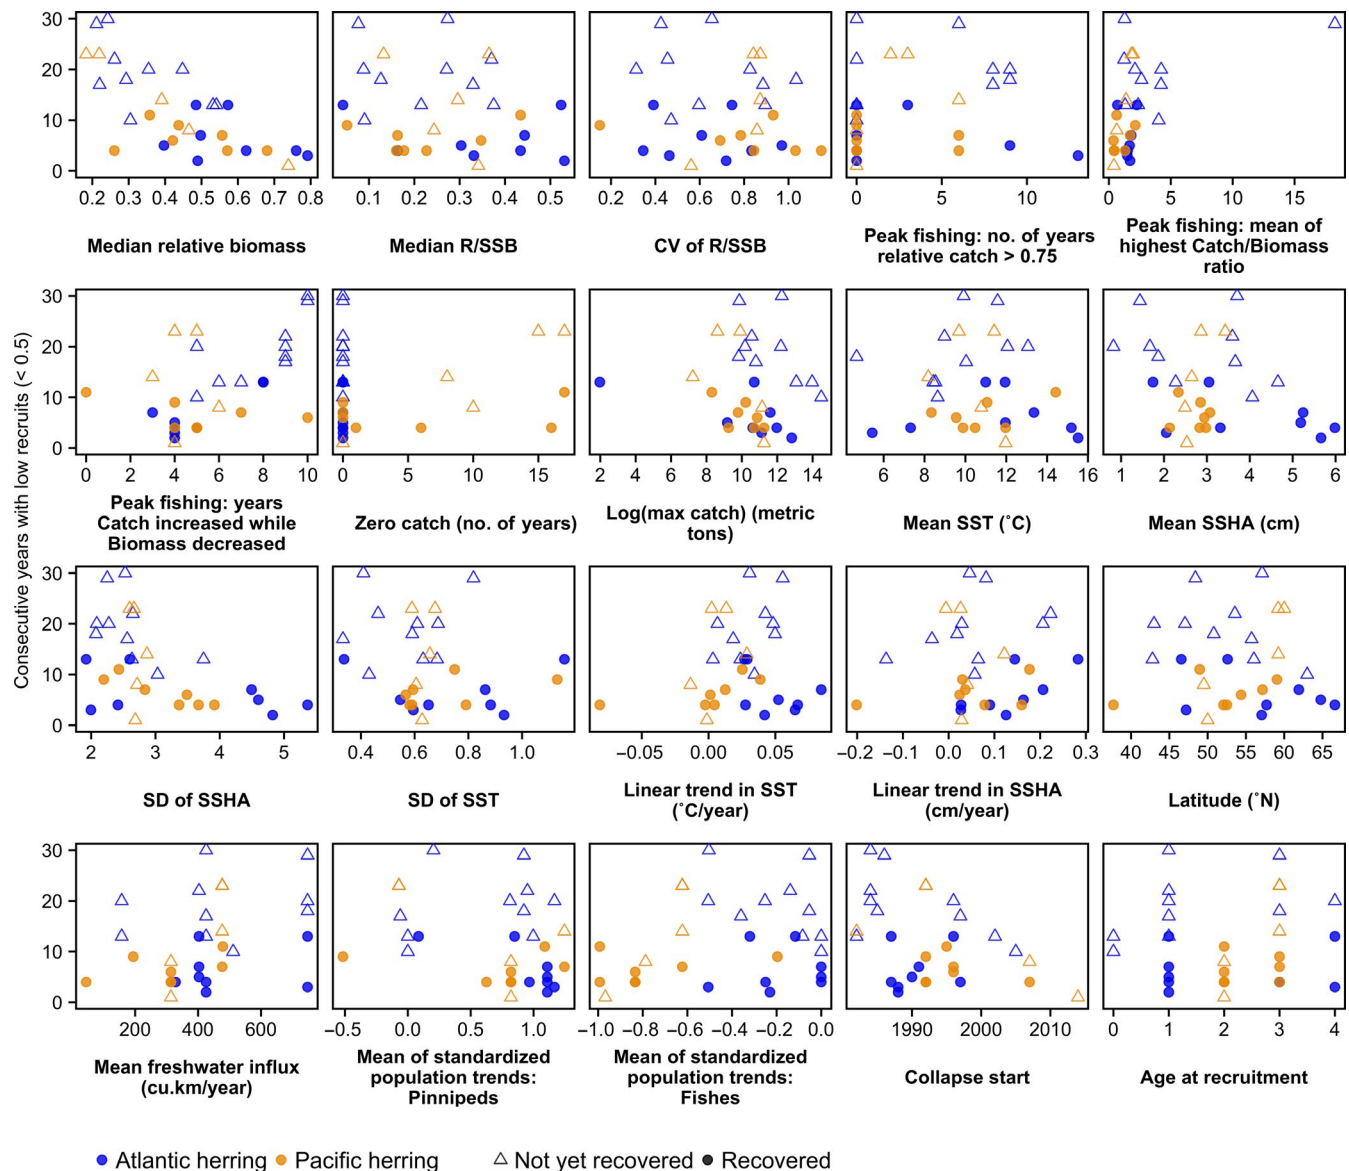 Consecutive years with low recruits (< 0.5)
30
20
10
0
0.2 0.3 0.4 0.5 0.6 0.7 0.8
0.1 0.2 0.3 0.4 0.5
0.2 0.4 0.6 0.8 1.0
0 5 10
0 5 10 15
Median relative biomass
Median R/SSB
CV of R/SSB
Peak fishing: no. of years
relative catch > 0.75
Peak fishing: mean of
highest Catch/Biomass
ratio
30
20
10
0
0 2 4 6 8 10
0 5 10 15
2 4 6 8 10 12 14
6 8 10 12 14 16
1 2 3 4 5 6
Peak fishing: years
Catch increased while
Biomass decreased
Zero catch (no. of years)
Log(max catch) (metric
tons)
Mean SST (˚C)
Mean SSHA (cm)
30
20
10
0
2 3 4 5
0.4 0.6 0.8 1.0
−0.05 0.00 0.05
−0.2 −0.1 0.0 0.1 0.2 0.3
40 45 50 55 60 65
SD of SSHA
SD of SST
Linear trend in SST
(˚C/year)
Linear trend in SSHA
(cm/year)
Latitude (˚N)
30
20
10
0
200 400 600
−0.5 0.0 0.5 1.0
−1.0 −0.8 −0.6 −0.4 −0.2 0.0
1990 2000 2010
0 1 2 3 4
Mean freshwater influx
(cu.km/year)
Mean of standardized
population trends:
Pinnipeds
Mean of standardized
population trends:
Fishes
Collapse start
Age at recruitment
Atlantic herring Pacific herring Not yet recovered Recovered